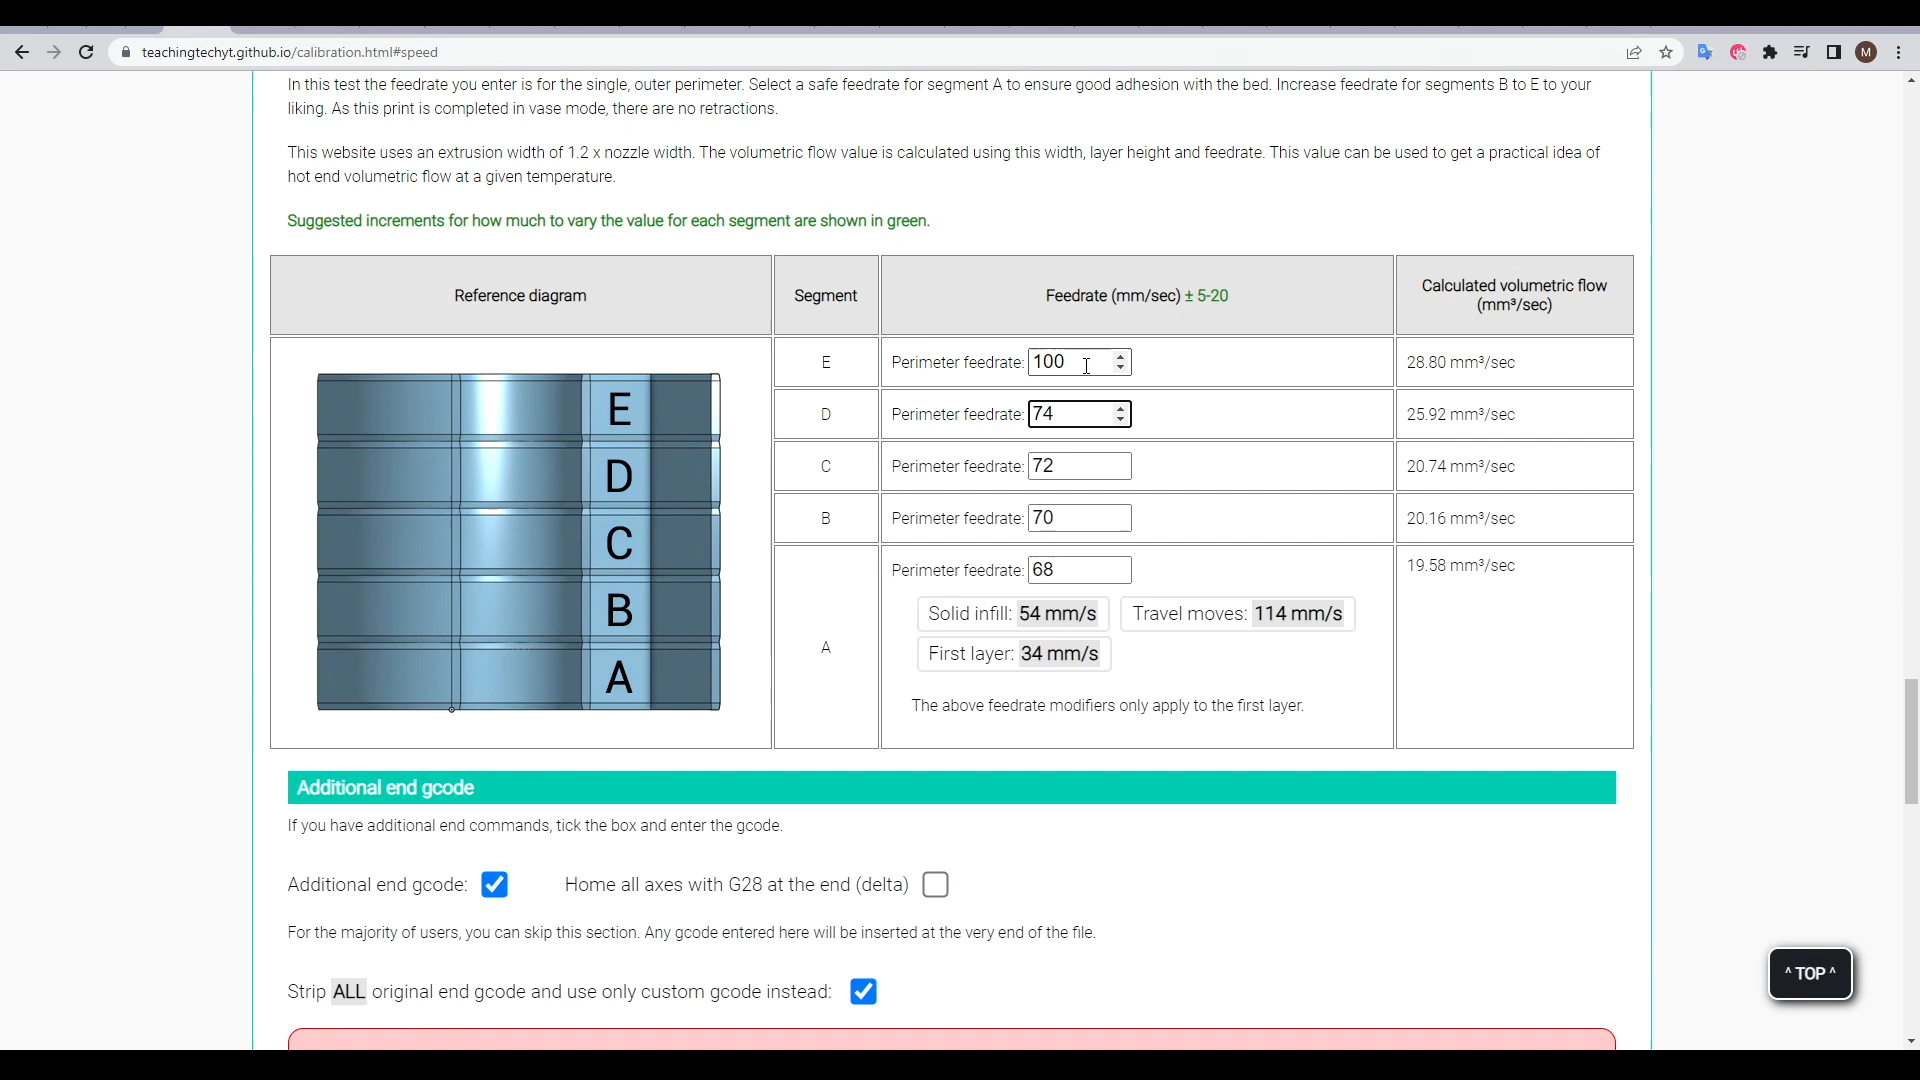 teachingtechyt.github.io/calibration.html#speed
M
In this test the feedrate you enter is for the single, outer perimeter. Select a safe feedrate for segment A to ensure good adhesion with the bed. Increase feedrate for segments B to E to your
liking. As this print is completed in vase mode, there are no retractions.
This website uses an extrusion width of 1.2 x nozzle width. The volumetric flow value is calculated using this width, layer height and feedrate. This value can be used to get a practical idea of
hot end volumetric flow at a given temperature.
Suggested increments for how much to vary the value for each segment are shown in green.
Reference diagram
Segment
Feedrate (mm/sec) ± 5-20
Calculated volumetric flow
(mm³/sec)
E
D
C
B
A
E
Perimeter feedrate: 100
28.80 mm³/sec
D
Perimeter feedrate: 74
25.92 mm³/sec
C
Perimeter feedrate: 72
20.74 mm³/sec
B
Perimeter feedrate: 70
20.16 mm³/sec
A
Perimeter feedrate: 68
19.58 mm³/sec
Solid infill: 54 mm/s
Travel moves: 114 mm/s
First layer: 34 mm/s
The above feedrate modifiers only apply to the first layer.
Additional end gcode
If you have additional end commands, tick the box and enter the gcode.
Additional end gcode:
Home all axes with G28 at the end (delta)
For the majority of users, you can skip this section. Any gcode entered here will be inserted at the very end of the file.
Strip ALL original end gcode and use only custom gcode instead:
^ TOP ^